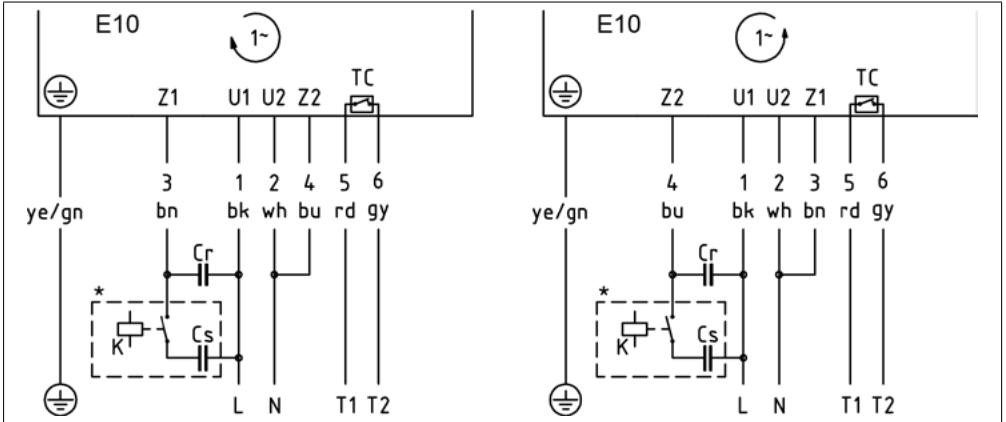 E10 1~ E10 1~
TC TC
Z1 U1 U2 Z2 Z2 U1 U2 Z1
3 1 2 4 5 6 4 1 2 3 5 6
ye/gn bn bk wh bu rd gy ye/gn bu bk wh bn rd gy
Cr Cr
* *
K Cs K Cs
L N T1 T2 L N T1 T2